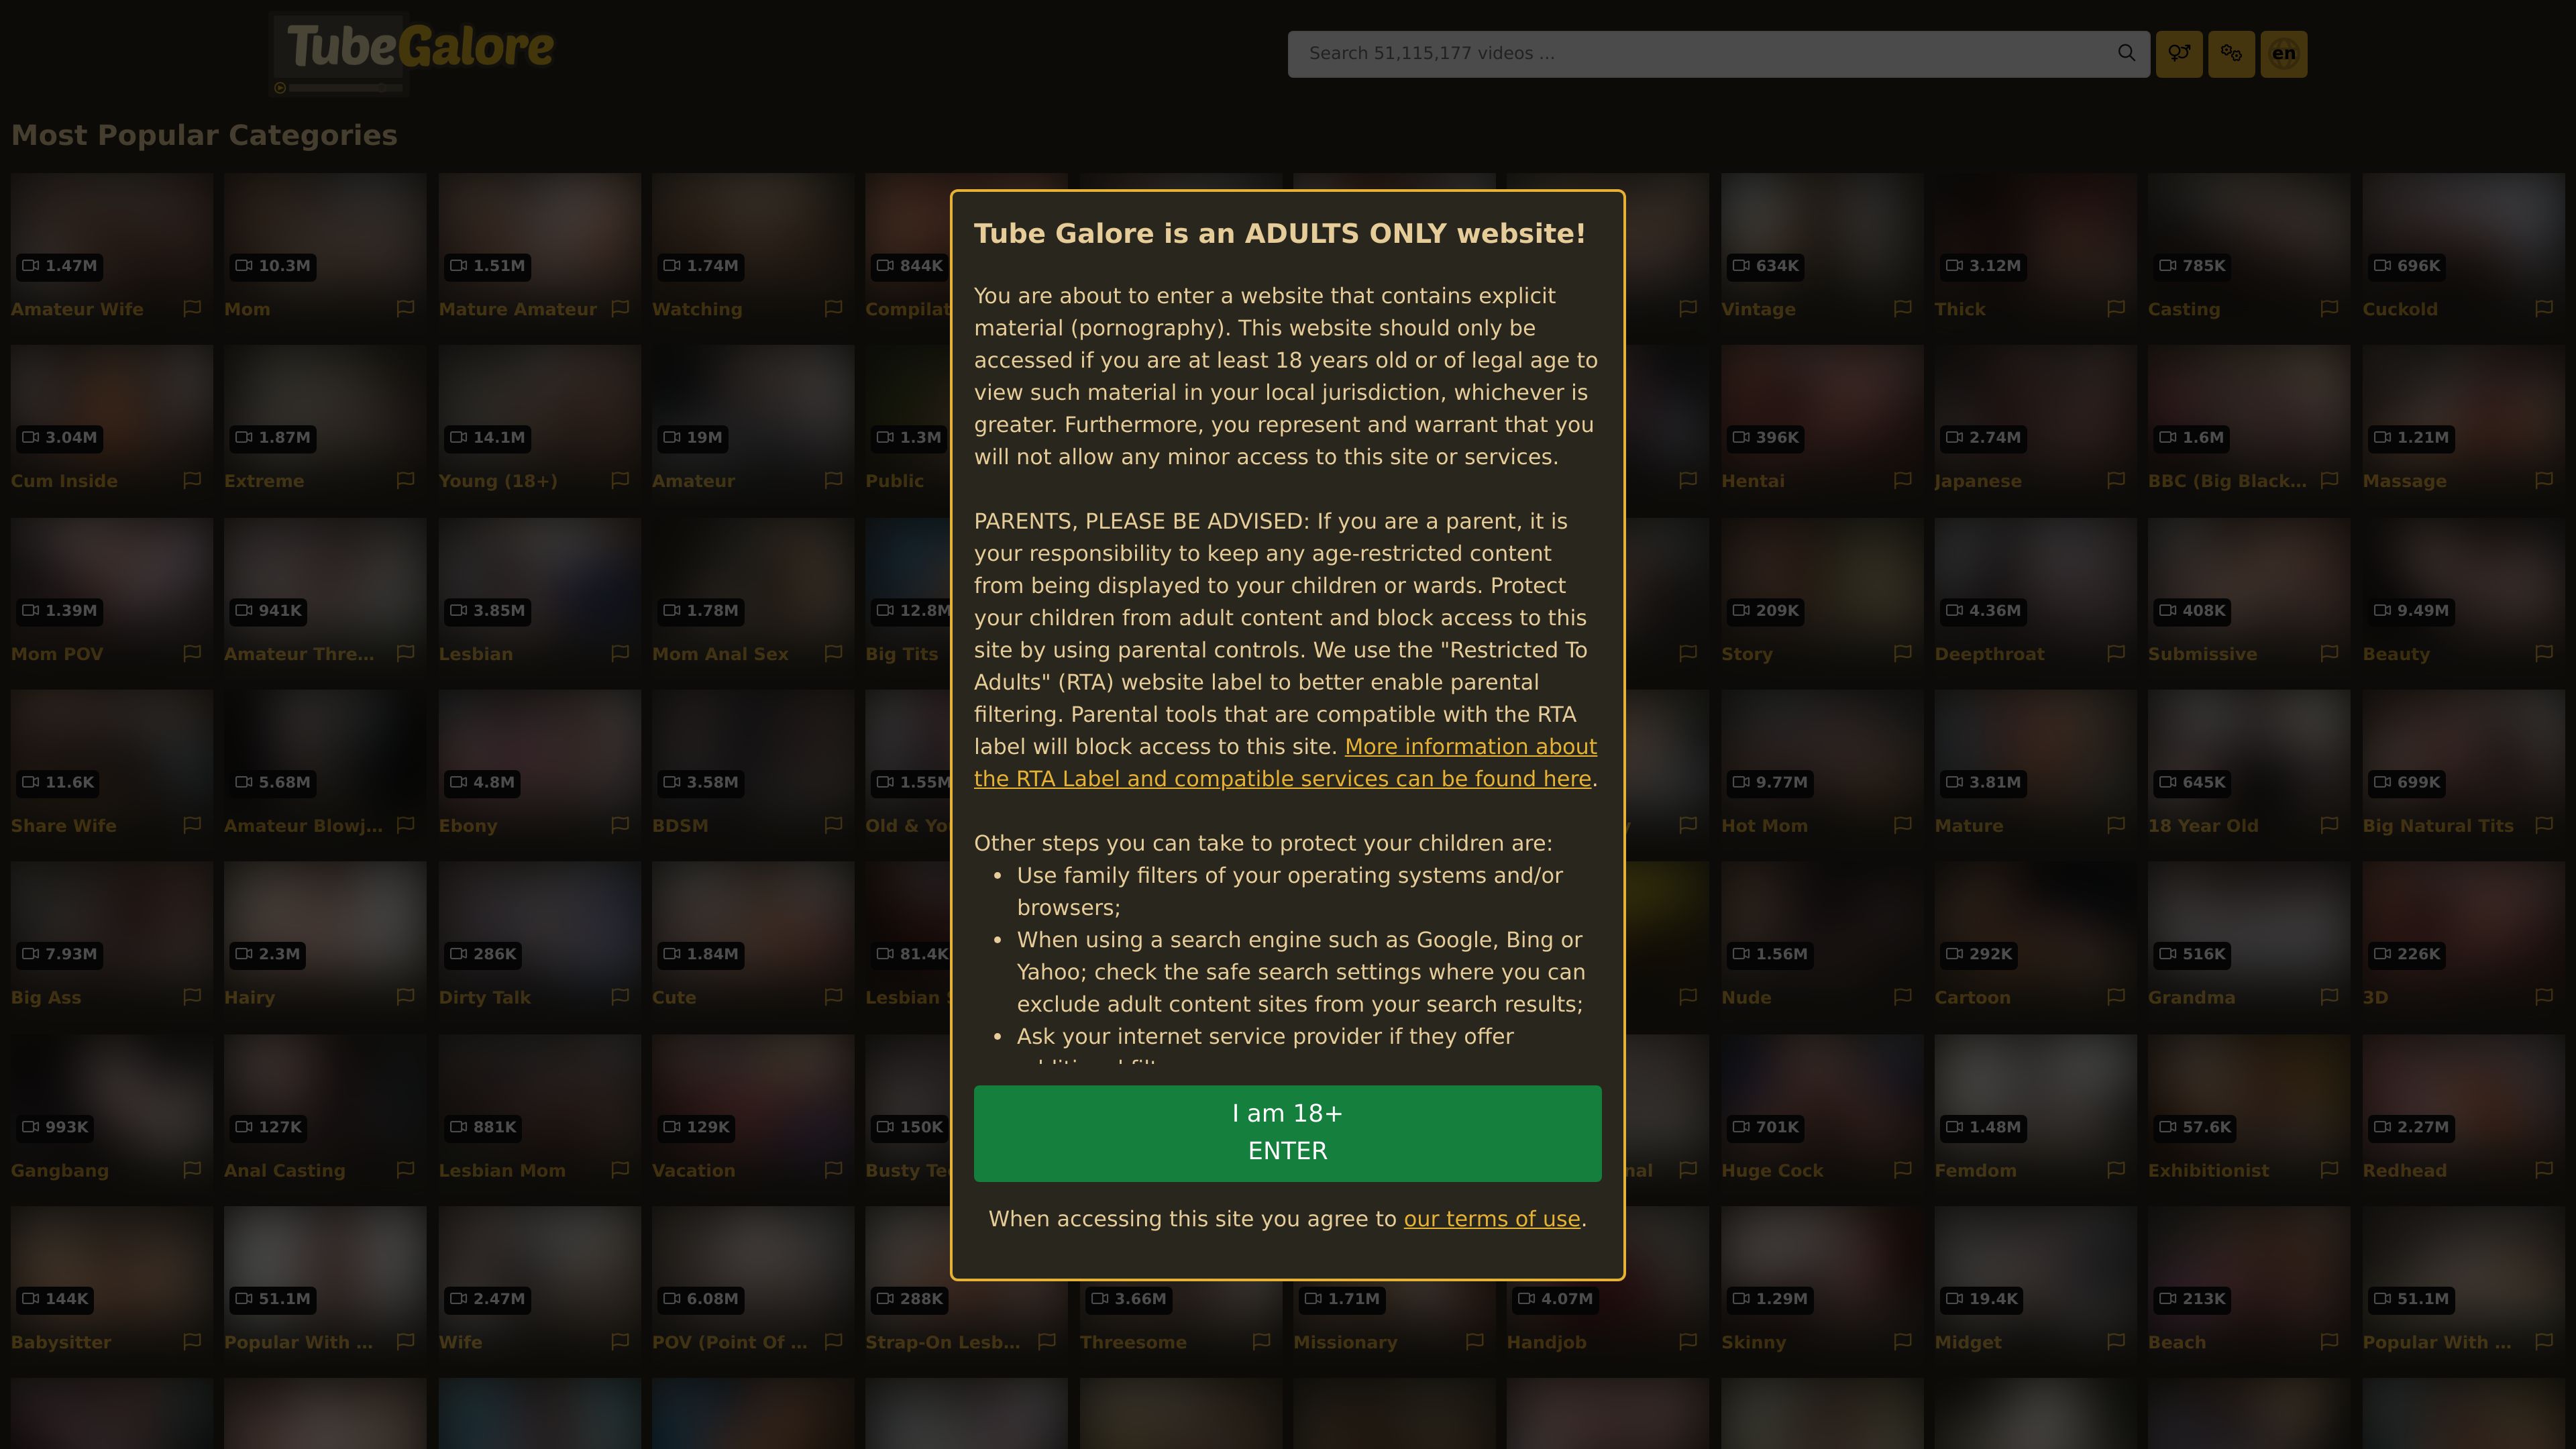 TubeGalore
Search 51,115,177 videos ...
en
Most Popular Categories
1.47M
10.3M
1.51M
1.74M
844K
634K
3.12M
785K
696K
Amateur Wife
Mom
Mature Amateur
Watching
Vintage
Thick
Casting
Cuckold
3.04M
1.87M
14.1M
19M
1.3M
396K
2.74M
1.6M
1.21M
Cum Inside
Extreme
Young (18+)
Amateur
Public
Hentai
Japanese
BBC (Big Black...
Massage
1.39M
941K
3.85M
1.78M
12.8M
209K
4.36M
408K
9.49M
Mom POV
Amateur Thre...
Lesbian
Mom Anal Sex
Big Tits
Story
Deepthroat
Submissive
Beauty
11.6K
5.68M
4.8M
3.58M
1.55M
9.77M
3.81M
645K
699K
Share Wife
Amateur Blowj...
Ebony
BDSM
Old & Yo
Hot Mom
Mature
18 Year Old
Big Natural Tits
7.93M
2.3M
286K
1.84M
81.4K
1.56M
292K
516K
226K
Big Ass
Hairy
Dirty Talk
Cute
Lesbian
Nude
Cartoon
Grandma
3D
993K
127K
881K
129K
150K
701K
1.48M
57.6K
2.27M
Gangbang
Anal Casting
Lesbian Mom
Vacation
Busty Te
nal
Huge Cock
Femdom
Exhibitionist
Redhead
144K
51.1M
2.47M
6.08M
288K
3.66M
1.71M
4.07M
1.29M
19.4K
213K
51.1M
Babysitter
Popular With ...
Wife
POV (Point Of ...
Strap-On Lesb...
Threesome
Missionary
Handjob
Skinny
Midget
Beach
Popular With ...
Tube Galore is an ADULTS ONLY website!
You are about to enter a website that contains explicit
material (pornography). This website should only be
accessed if you are at least 18 years old or of legal age to
view such material in your local jurisdiction, whichever is
greater. Furthermore, you represent and warrant that you
will not allow any minor access to this site or services.
PARENTS, PLEASE BE ADVISED: If you are a parent, it is
your responsibility to keep any age-restricted content
from being displayed to your children or wards. Protect
your children from adult content and block access to this
site by using parental controls. We use the "Restricted To
Adults" (RTA) website label to better enable parental
filtering. Parental tools that are compatible with the RTA
label will block access to this site. More information about
the RTA Label and compatible services can be found here.
Other steps you can take to protect your children are:
• Use family filters of your operating systems and/or
browsers;
• When using a search engine such as Google, Bing or
Yahoo; check the safe search settings where you can
exclude adult content sites from your search results;
• Ask your internet service provider if they offer
I am 18+
ENTER
When accessing this site you agree to our terms of use.